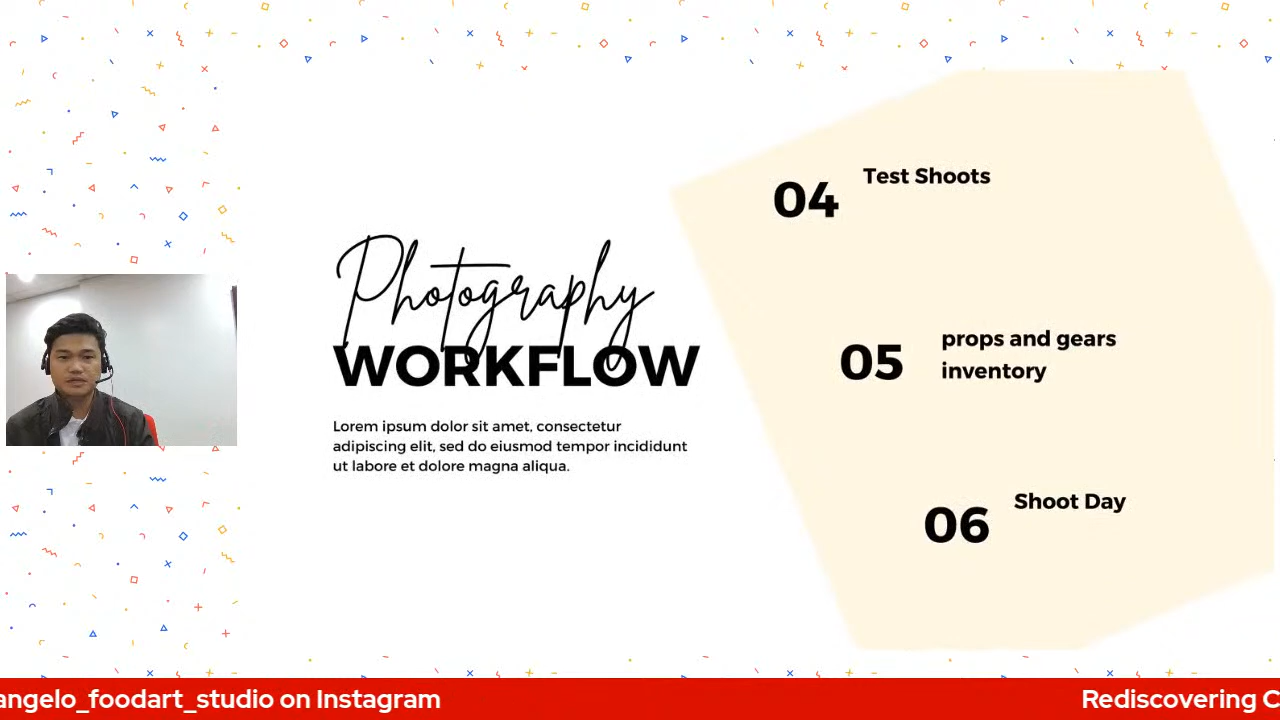 Photography
WORKFLOW
Lorem ipsum dolor sit amet, consectetur
adipiscing elit, sed do eiusmod tempor incididunt
ut labore et dolore magna aliqua.
04
Test Shoots
05
props and gears
inventory
06
Shoot Day
angelo_foodart_studio on Instagram
Rediscovering C